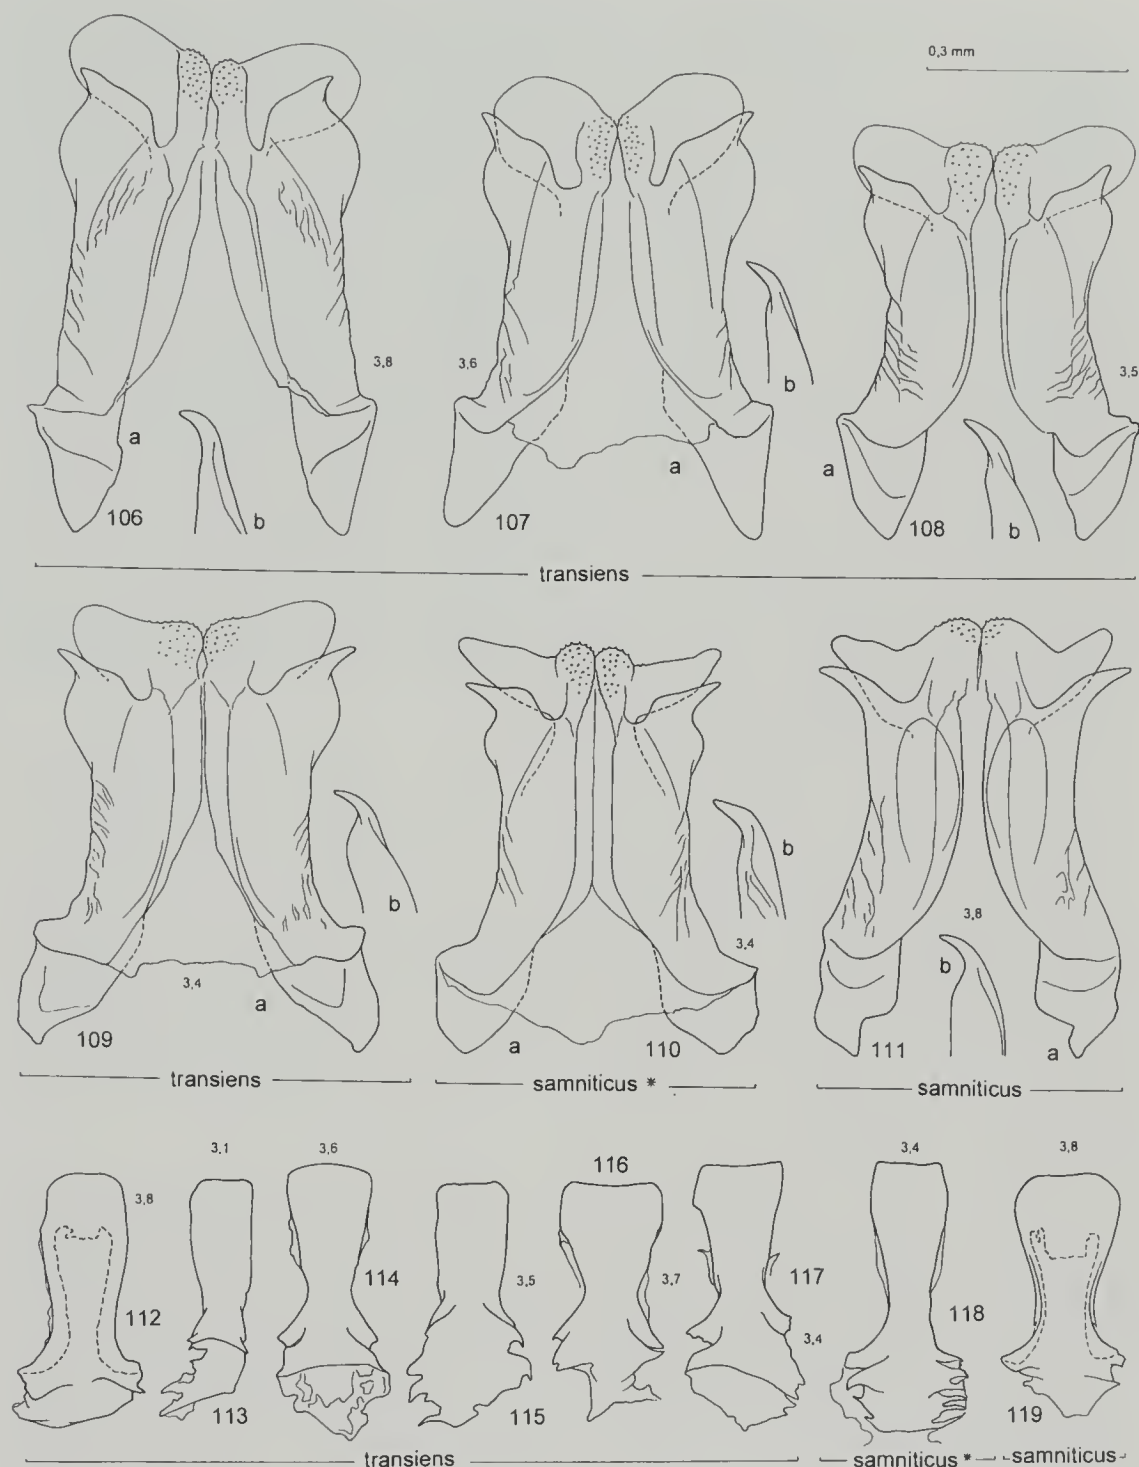 0,3 mm
3,8
a
106
b
3,6
a
107
b
3,5
a
108
b
transiens
109
3,4
a
b
transiens
a
110
3,4
b
samniticus *
3,8
b
111
a
samniticus
3,8
112
3,1
113
3,6
114
3,5
115
116
3,7
117
3,4
transiens
3,4
118
samniticus *
3,8
119
samniticus